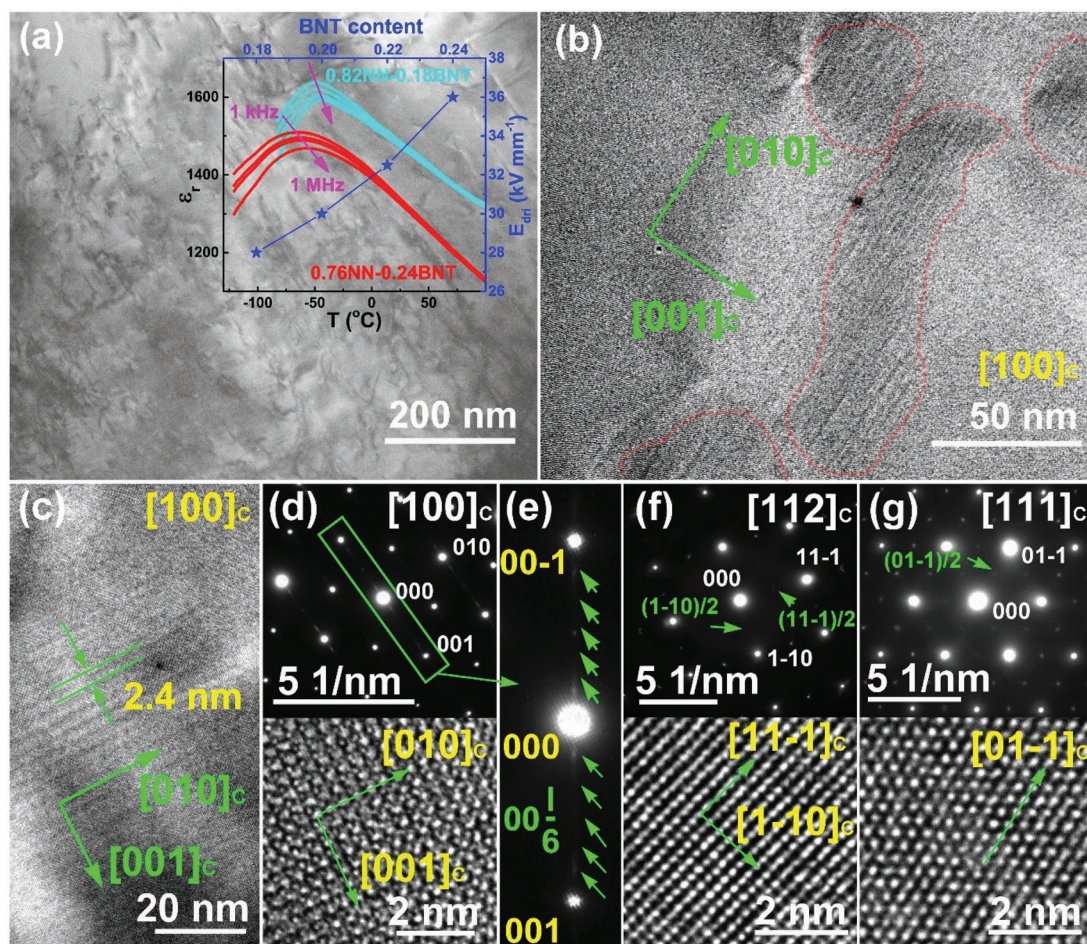 (a)
BNT content
0.18 0.20 0.22 0.24
38
36
34
32
30
28
26
E_dri (kV mm⁻¹)
0.82NN-0.18BNT
1 kHz
1 MHz
0.76NN-0.24BNT
1600
1400
1200
ε_r
-100 -50 0 50
T (°C)
200 nm
(b)
[010]C
[001]C
[100]C
50 nm
(c)
[100]C
2.4 nm
[010]C
[001]C
20 nm
(d)
[100]C
010
000
001
5 1/nm
[010]C
[001]C
2 nm
(e)
00-1
000
00 l/6
001
(f)
[112]C
11-1
000
(1-10)/2
(11-1)/2
1-10
5 1/nm
[11-1]C
[1-10]C
2 nm
(g)
[111]C
(01-1)/2
01-1
000
5 1/nm
[01-1]C
2 nm